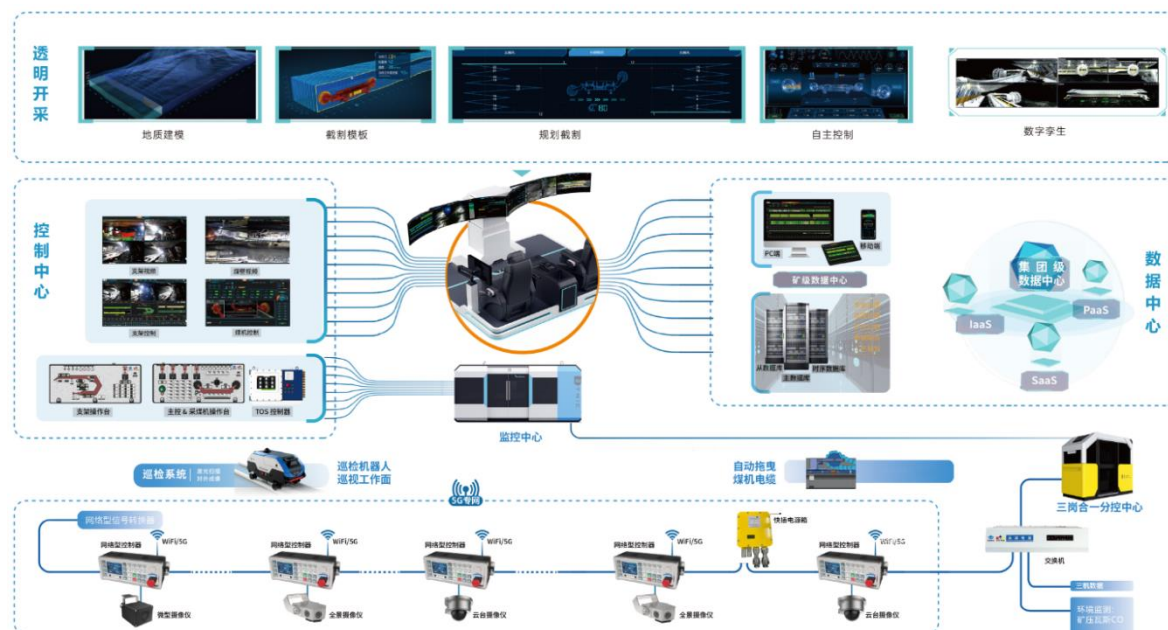 透明开采
地质建模
截割模板
规划截割
自主控制
数字孪生
控制中心
支架视频
煤壁视频
支架控制
煤机控制
支架操作台
主控 & 采煤机操作台
TOS 控制器
监控中心
PC端
移动端
矿级数据中心
从数据库
主数据库
时序数据库
集团级
数据中心
IaaS
PaaS
SaaS
数据中心
巡检系统
巡检机器人
巡视工作面
自动拖曳
煤机电缆
三岗合一分控中心
5G专网
网络型信号转换器
网络型控制器
WiFi/5G
微型摄像仪
网络型控制器
WiFi/5G
全景摄像仪
网络型控制器
WiFi/5G
云台摄像仪
网络型控制器
WiFi/5G
全景摄像仪
快插电源箱
网络型控制器
WiFi/5G
云台摄像仪
交换机
三机数据
环境监测:
矿压瓦斯CO